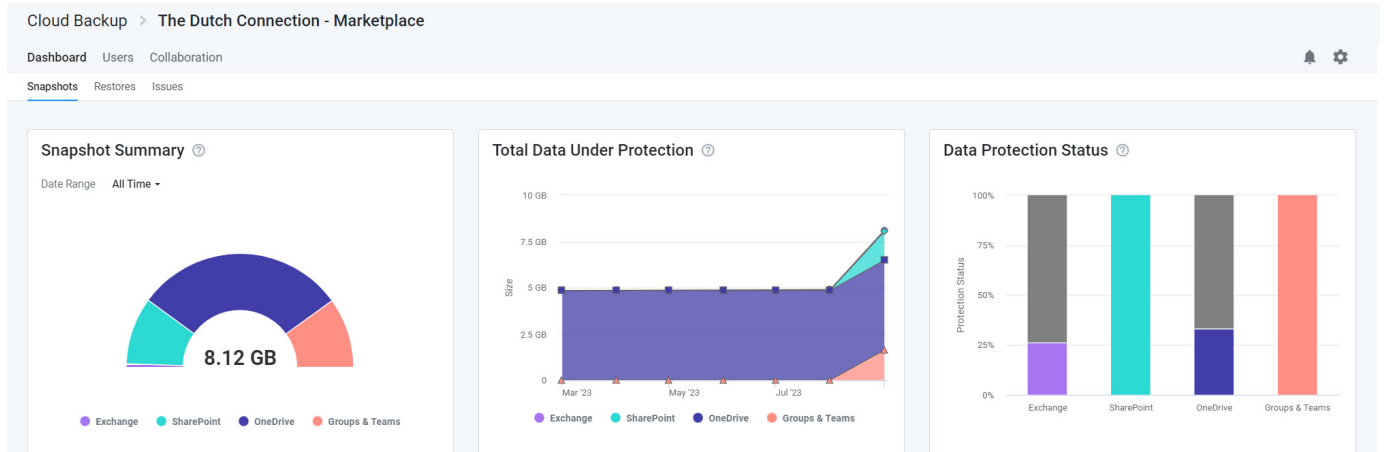 Cloud Backup > The Dutch Connection - Marketplace
Dashboard Users Collaboration
Snapshots Restores Issues
Snapshot Summary ?
Date Range All Time
8.12 GB
Exchange SharePoint OneDrive Groups & Teams
Total Data Under Protection ?
Size
10 GB
7.5 GB
5 GB
2.5 GB
0
Mar '23 May '23 Jul '23
Exchange SharePoint OneDrive Groups & Teams
Data Protection Status ?
Protection Status
100%
75%
50%
25%
0%
Exchange SharePoint OneDrive Groups & Teams